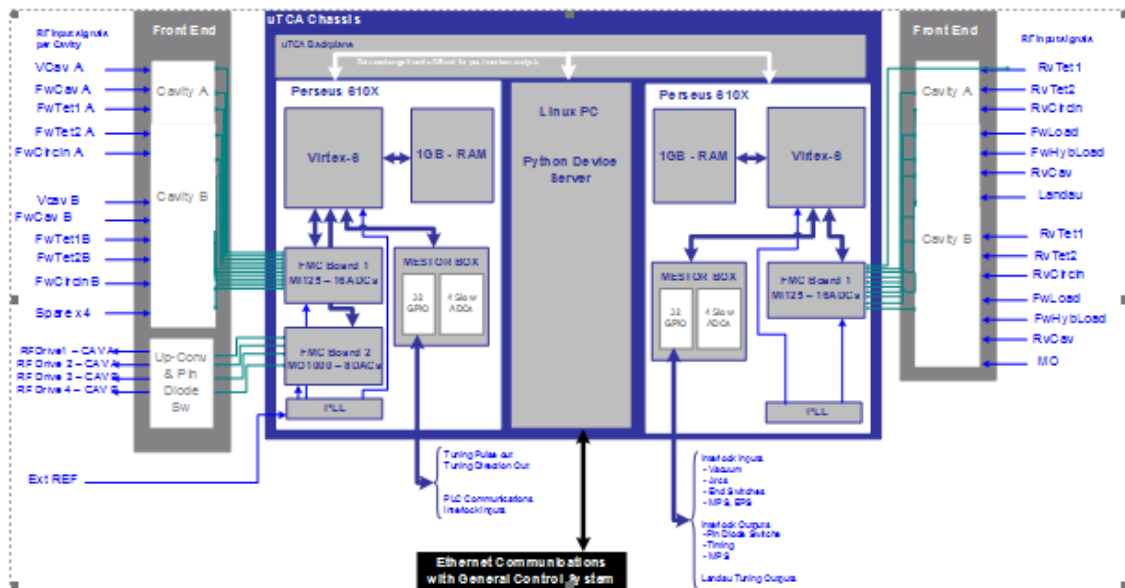 uTCA Chassis
uTCA Backplane
Front End
RF Input signals
per Cavity
VCav A
FwCav A
FwTet1 A
FwTet2 A
FwCircIn A
Vcav B
FwCav B
FwTet1B
FwTet2B
FwCircIn B
Spare x4
Cavity A
Cavity B
RFDrive1 - CAVA
RF Drive 2 - CAVA
RF Drive 3 - CAVB
RF Drive 4 - CAVB
Up-Conv
& Pin
Diode
Sw
Ext REF
Perseus 610X
Virtex-6
1GB - RAM
FMC Board 1
MI125 - 16ADCs
MESTOR BOX
32
GPIO
4 Slow
ADCs
FMC Board 2
MO1000 - 8DACs
PLL
Tuning Pulse out
Tuning Direction Out
PLC Communications
Interlock Inputs
Linux PC
Python Device
Server
Ethernet Communications
with General Control System
Perseus 610X
1GB - RAM
Virtex-6
MESTOR BOX
32
GPIO
4 Slow
ADCs
FMC Board 1
MI125 - 16ADCs
PLL
Interlock Inputs
- Vacuum
- Arcs
- End Switches
- MPS, EPS
Interlock Outputs
-Pin Diode Switche
- Timing
- MPS
Landau Tuning Outputs
Front End
Cavity A
Cavity B
RF Input signals
RvTet1
RvTet2
RvCircIn
FwLoad
FwHybLoad
RvCav
Landau
RvTet1
RvTet2
RvCircIn
FwLoad
FwHybLoad
RvCav
MO